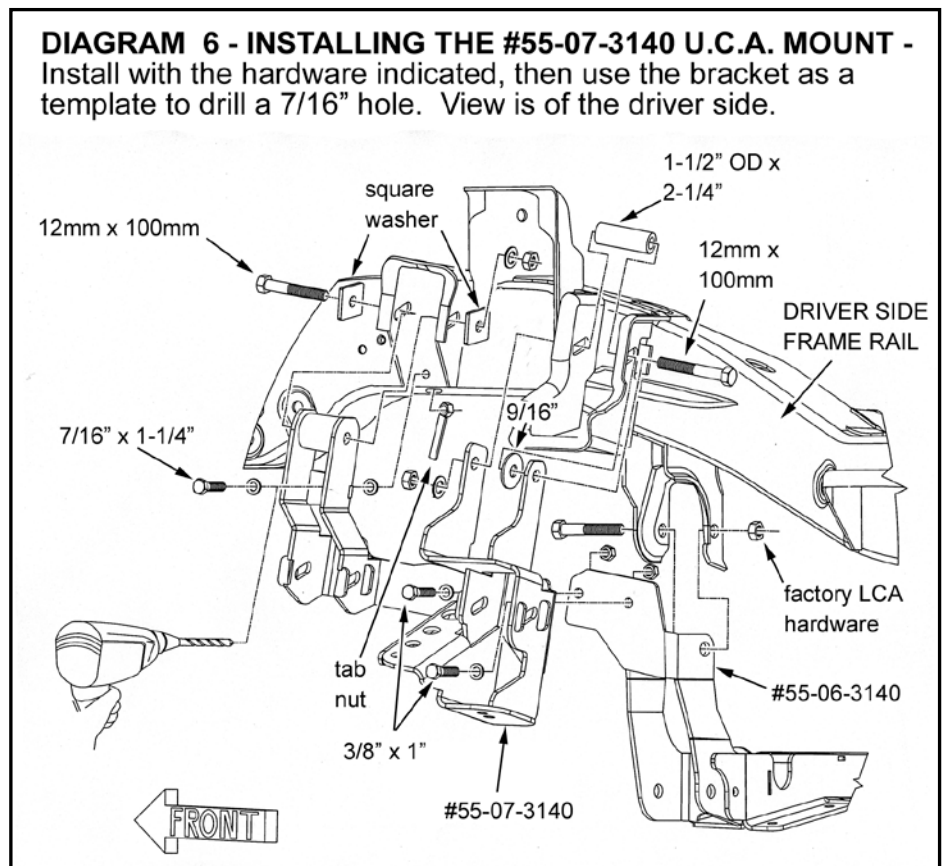 DIAGRAM 6 - INSTALLING THE #55-07-3140 U.C.A. MOUNT -
Install with the hardware indicated, then use the bracket as a
template to drill a 7/16” hole. View is of the driver side.
1-1/2” OD x
2-1/4”
square
washer
12mm x 100mm
12mm x
100mm
DRIVER SIDE
FRAME RAIL
9/16”
7/16” x 1-1/4”
factory LCA
hardware
tab
nut
#55-06-3140
3/8” x 1”
#55-07-3140
FRONT